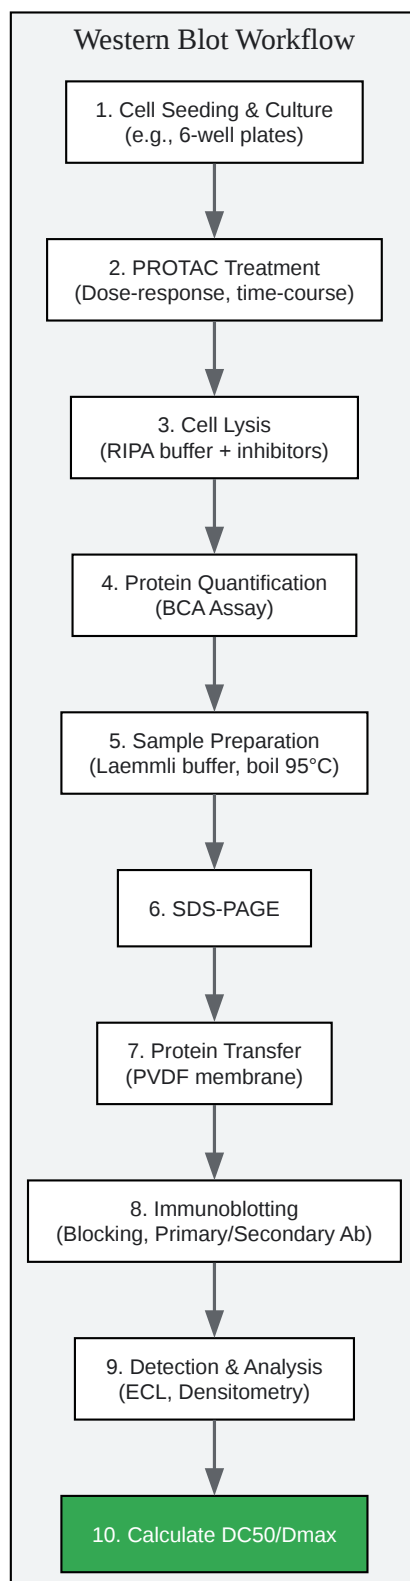 Western Blot Workflow
1. Cell Seeding & Culture
(e.g., 6-well plates)
2. PROTAC Treatment
(Dose-response, time-course)
3. Cell Lysis
(RIPA buffer + inhibitors)
4. Protein Quantification
(BCA Assay)
5. Sample Preparation
(Laemmli buffer, boil 95°C)
6. SDS-PAGE
7. Protein Transfer
(PVDF membrane)
8. Immunoblotting
(Blocking, Primary/Secondary Ab)
9. Detection & Analysis
(ECL, Densitometry)
10. Calculate DC50/Dmax